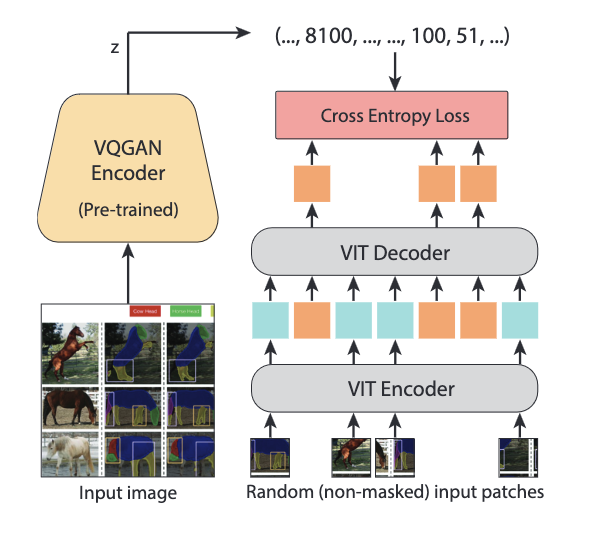 z
(..., 8100, ..., ..., 100, 51, ...)
Cross Entropy Loss
VQGAN
Encoder
(Pre-trained)
VIT Decoder
VIT Encoder
Cow Head
Horse Head
Input image
Random (non-masked) input patches